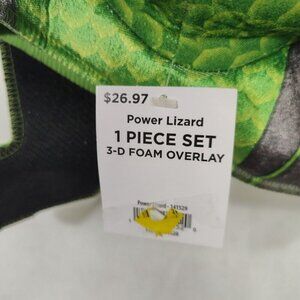 $26.97
Power Lizard
1 PIECE SET
3-D FOAM OVERLAY